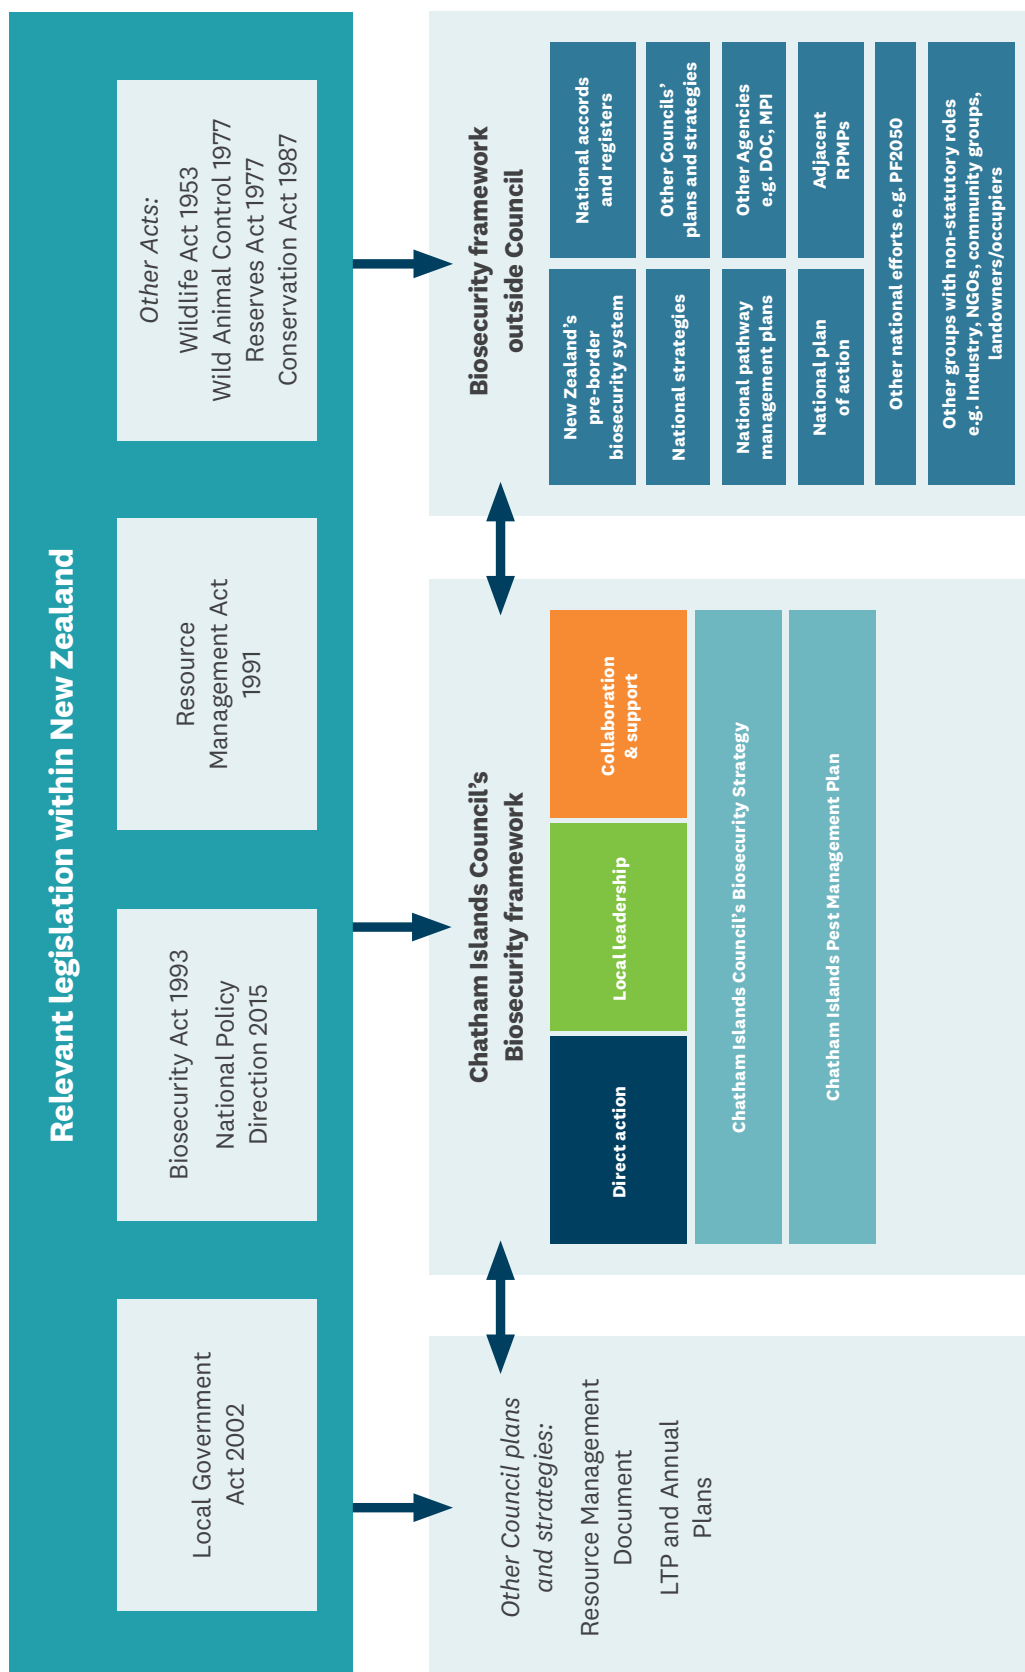 Relevant legislation within New Zealand
Local Government
Act 2002
Biosecurity Act 1993
National Policy
Direction 2015
Resource
Management Act
1991
Other Acts:
Wildlife Act 1953
Wild Animal Control 1977
Reserves Act 1977
Conservation Act 1987
Other Council plans
and strategies:
Resource Management
Document
LTP and Annual
Plans
Chatham Islands Council’s
Biosecurity framework
Direct action
Local leadership
Collaboration
& support
Chatham Islands Council’s Biosecurity Strategy
Chatham Islands Pest Management Plan
Biosecurity framework
outside Council
New Zealand’s
pre-border
biosecurity system
National accords
and registers
National strategies
Other Councils’
plans and strategies
National pathway
management plans
Other Agencies
e.g. DOC, MPI
National plan
of action
Adjacent
RPMPs
Other national efforts e.g. PF2050
Other groups with non-statutory roles
e.g. Industry, NGOs, community groups,
landowners/occupiers